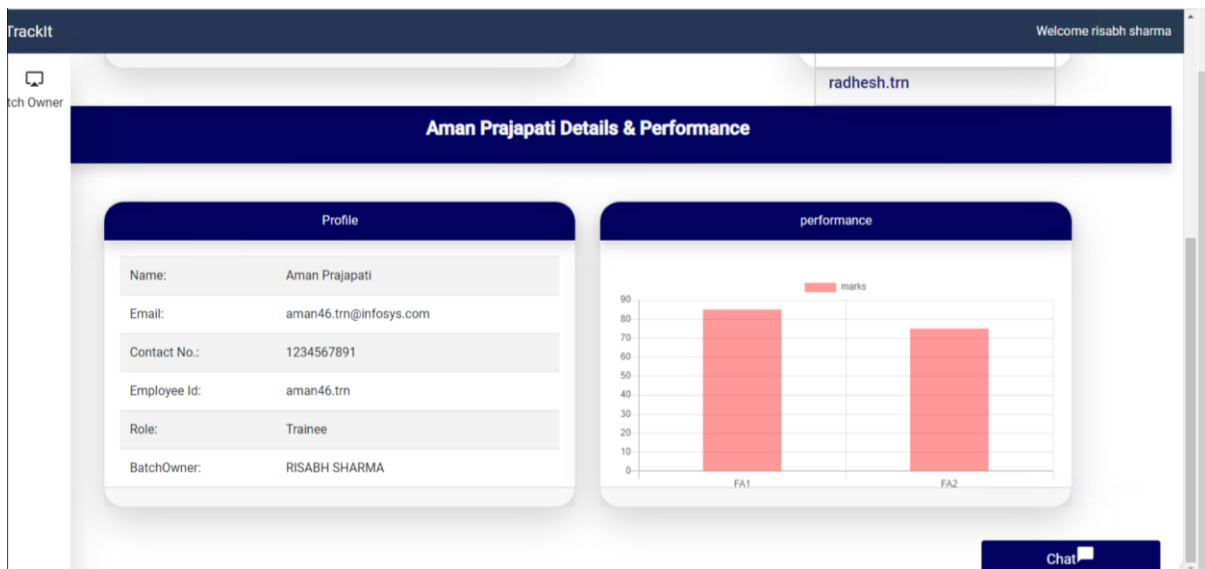 TrackIt
Welcome risabh sharma
tch Owner
radhesh.trn
Aman Prajapati Details & Performance
Profile
Name: Aman Prajapati
Email: aman46.trn@infosys.com
Contact No.: 1234567891
Employee Id: aman46.trn
Role: Trainee
BatchOwner: RISABH SHARMA
performance
marks
90
80
70
60
50
40
30
20
10
0
FA1 FA2
Chat